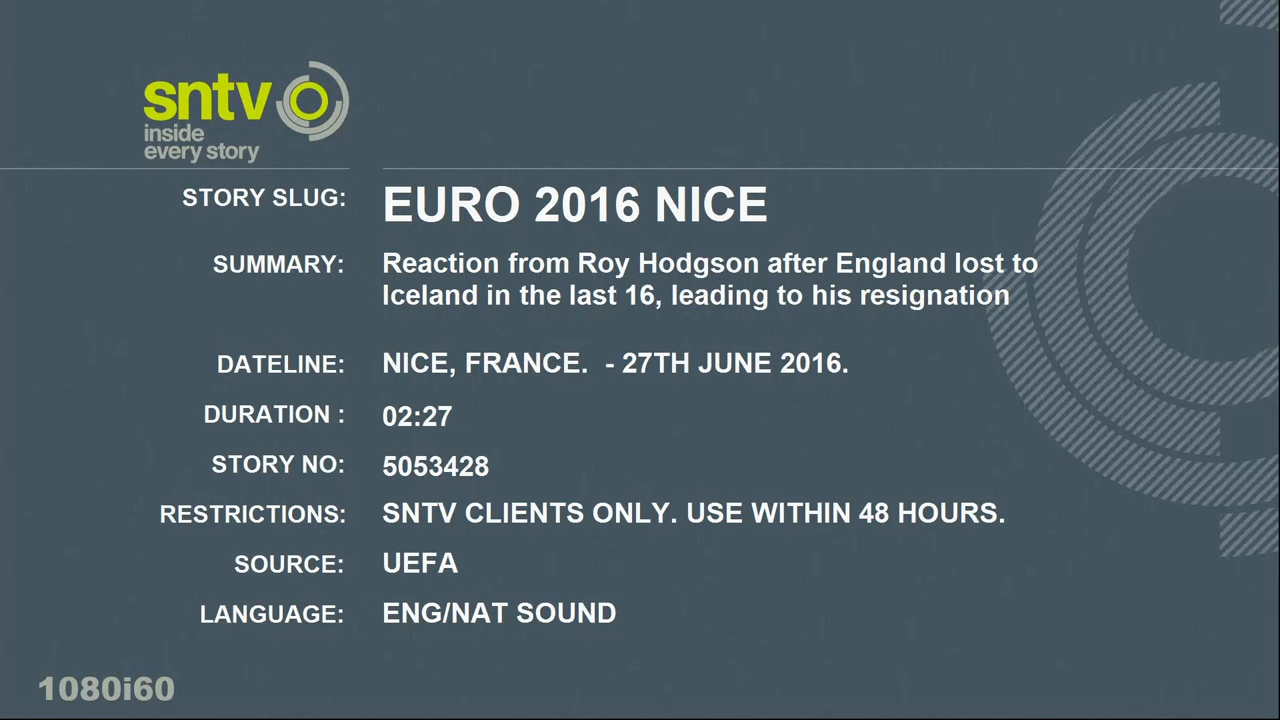 sntv
inside
every story
STORY SLUG: EURO 2016 NICE
SUMMARY: Reaction from Roy Hodgson after England lost to
Iceland in the last 16, leading to his resignation
DATELINE: NICE, FRANCE.  - 27TH JUNE 2016.
DURATION : 02:27
STORY NO: 5053428
RESTRICTIONS: SNTV CLIENTS ONLY. USE WITHIN 48 HOURS.
SOURCE: UEFA
LANGUAGE: ENG/NAT SOUND
1080i60